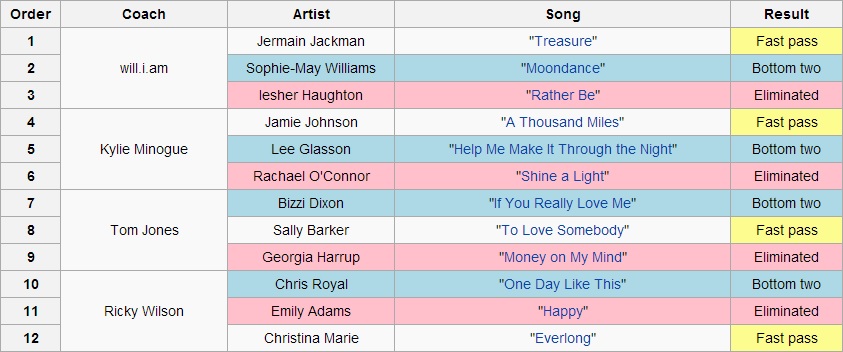 Order Coach Artist Song Result
1 will.i.am Jermain Jackman "Treasure" Fast pass
2 Sophie-May Williams "Moondance" Bottom two
3 Iesher Haughton "Rather Be" Eliminated
4 Kylie Minogue Jamie Johnson "A Thousand Miles" Fast pass
5 Lee Glasson "Help Me Make It Through the Night" Bottom two
6 Rachael O'Connor "Shine a Light" Eliminated
7 Tom Jones Bizzi Dixon "If You Really Love Me" Bottom two
8 Sally Barker "To Love Somebody" Fast pass
9 Georgia Harrup "Money on My Mind" Eliminated
10 Ricky Wilson Chris Royal "One Day Like This" Bottom two
11 Emily Adams "Happy" Eliminated
12 Christina Marie "Everlong" Fast pass